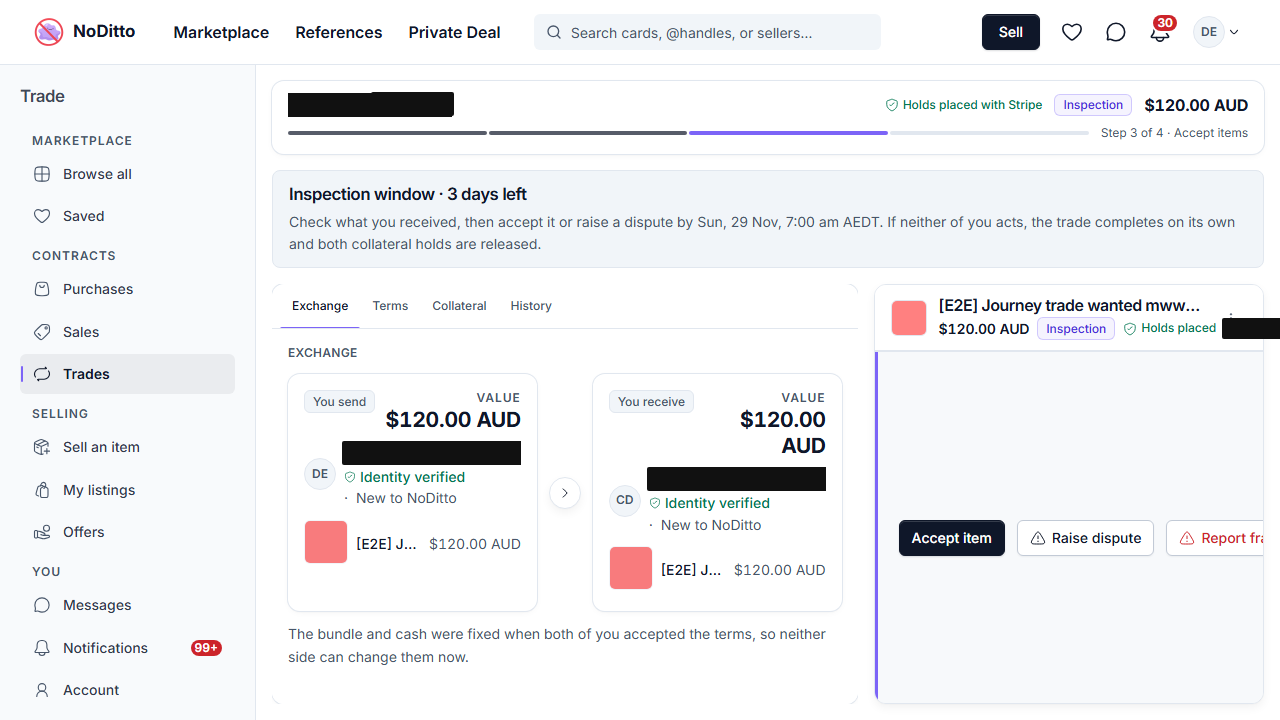 NoDitto
Marketplace
References
Private Deal
Search cards, @handles, or sellers...
Sell
30
DE
Trade
MARKETPLACE
Browse all
Saved
CONTRACTS
Purchases
Sales
Trades
SELLING
Sell an item
My listings
Offers
YOU
Messages
Notifications 99+
Account
Holds placed with Stripe Inspection $120.00 AUD
Step 3 of 4 · Accept items
Inspection window · 3 days left
Check what you received, then accept it or raise a dispute by Sun, 29 Nov, 7:00 am AEDT. If neither of you acts, the trade completes on its own
and both collateral holds are released.
Exchange Terms Collateral History
EXCHANGE
You send
VALUE
$120.00 AUD
DE
Identity verified
· New to NoDitto
[E2E] J... $120.00 AUD
You receive
VALUE
$120.00
AUD
CD
Identity verified
· New to NoDitto
[E2E] J... $120.00 AUD
The bundle and cash were fixed when both of you accepted the terms, so neither
side can change them now.
[E2E] Journey trade wanted mww...
$120.00 AUD Inspection Holds placed
Accept item
Raise dispute
Report fra